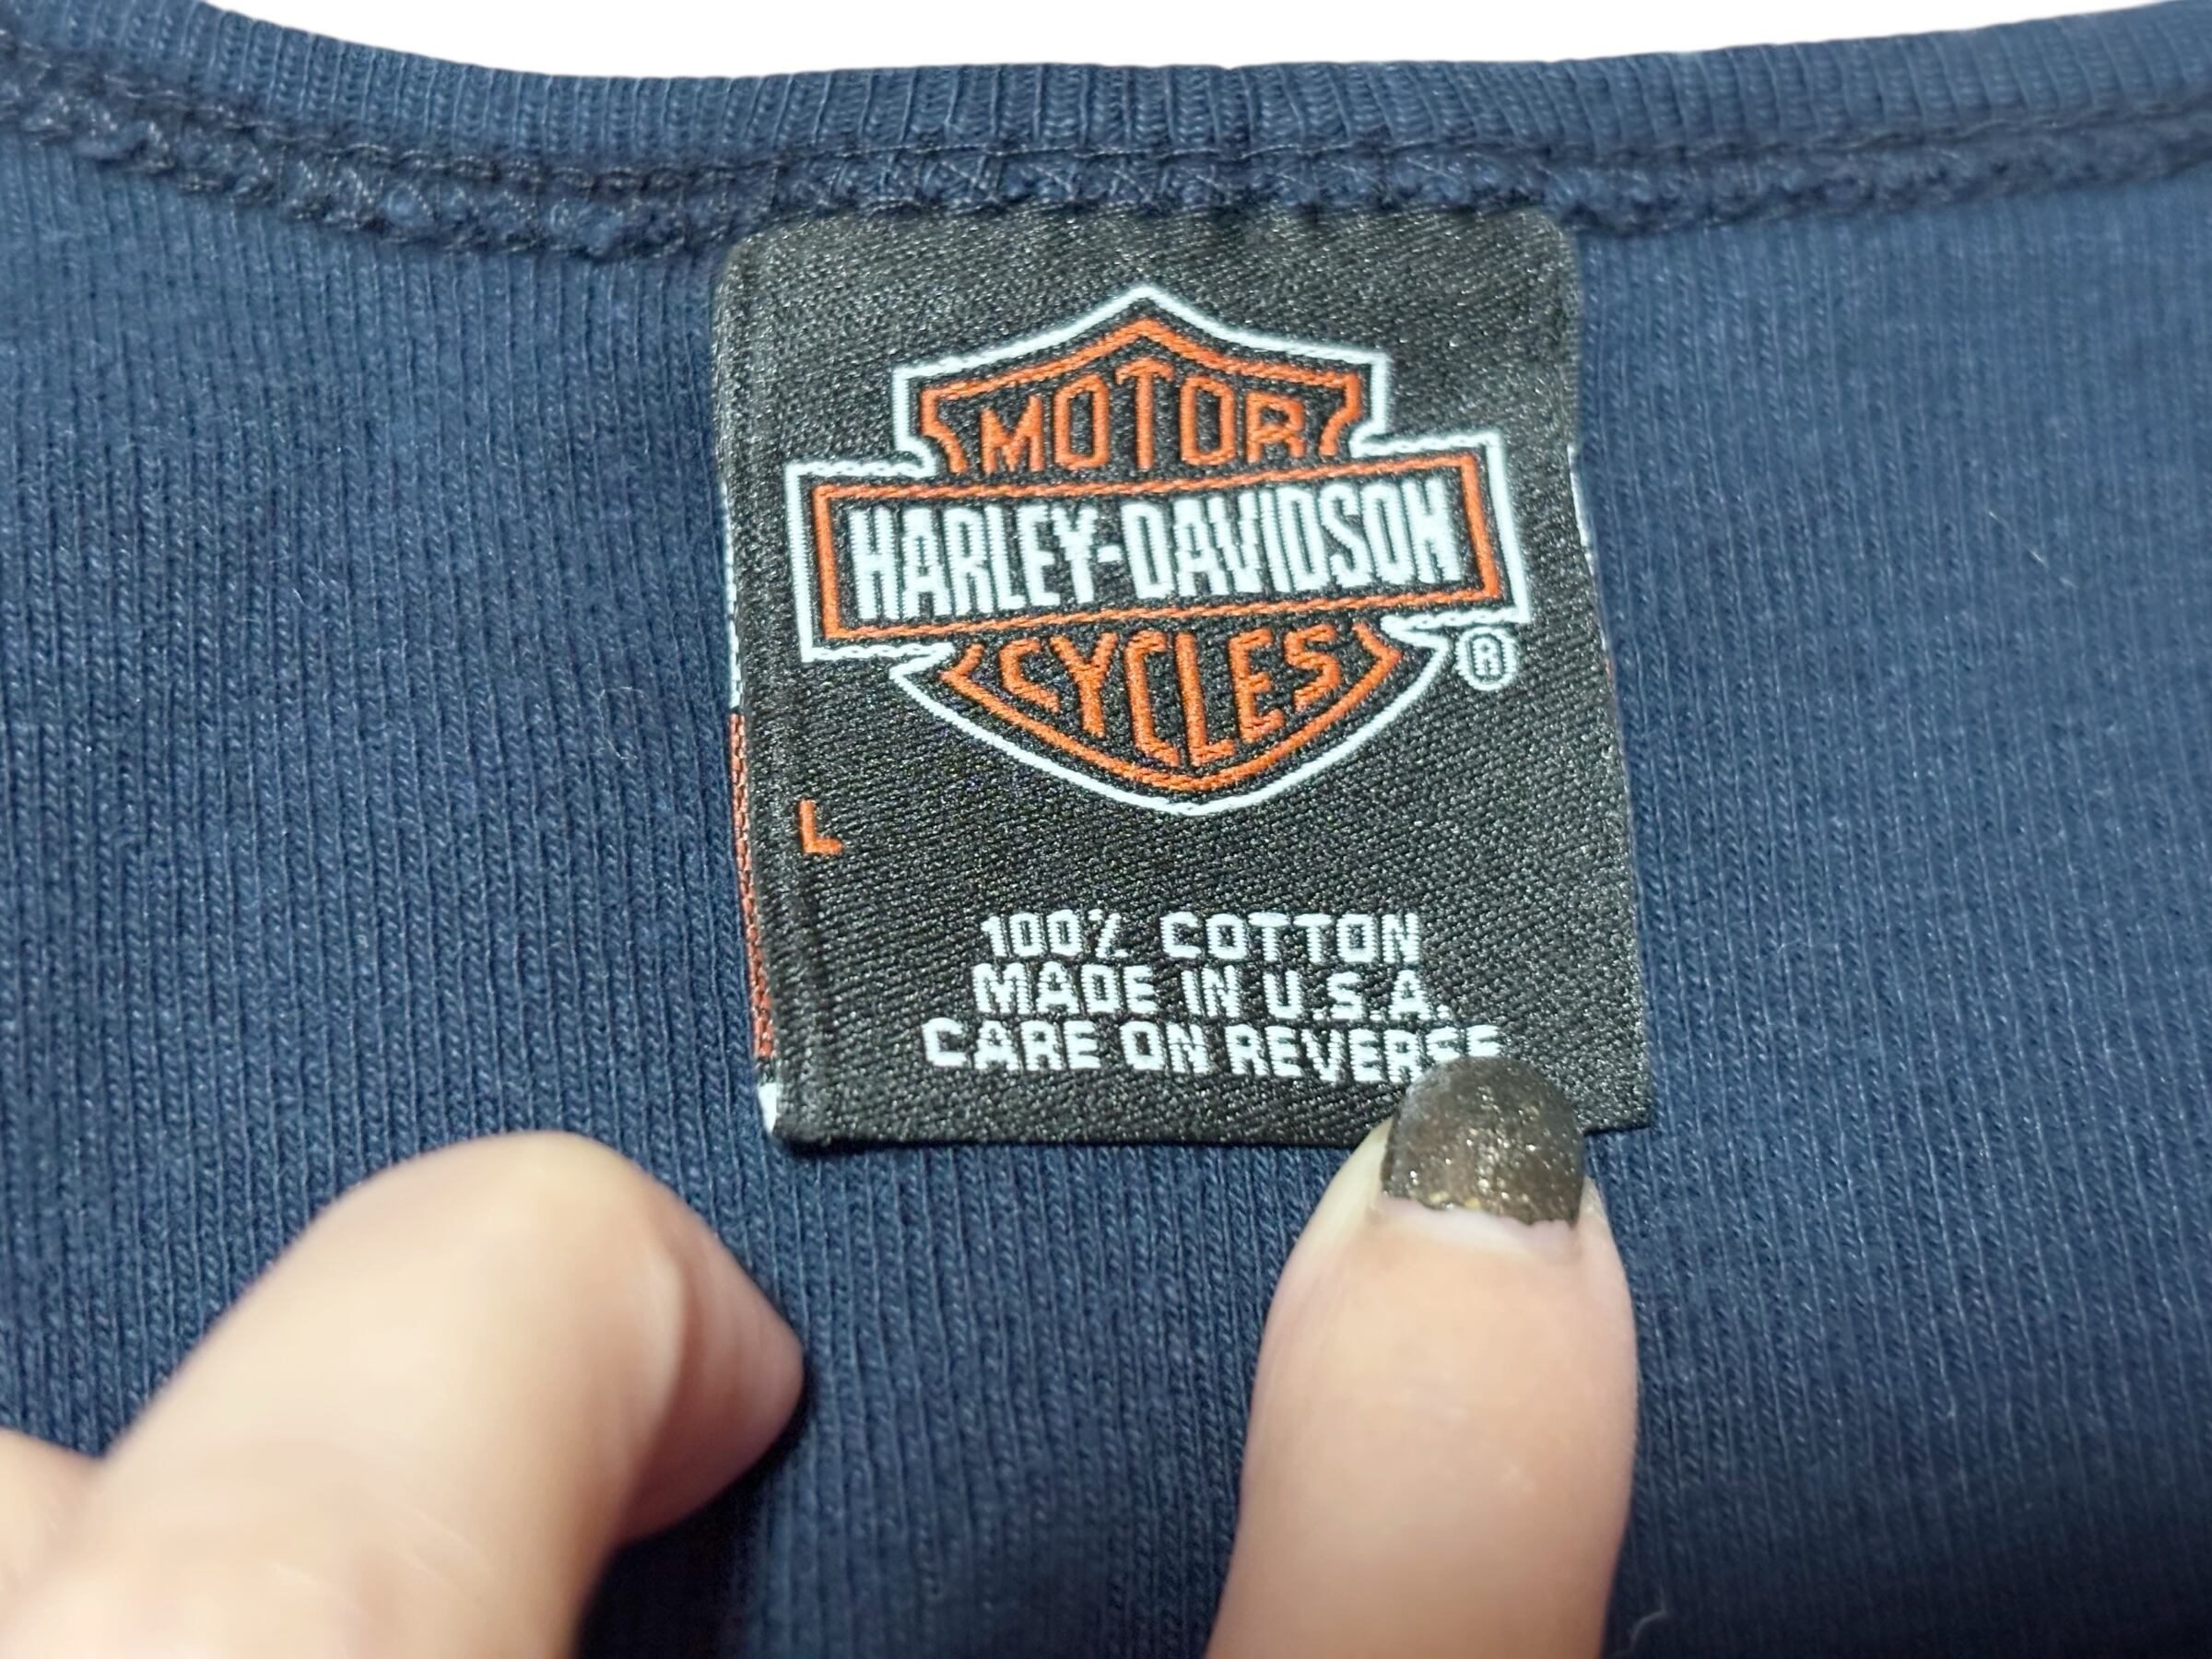 MOTOR
HARLEY-DAVIDSON
CYCLES
®
L
100% COTTON
MADE IN U.S.A.
CARE ON REVERSE